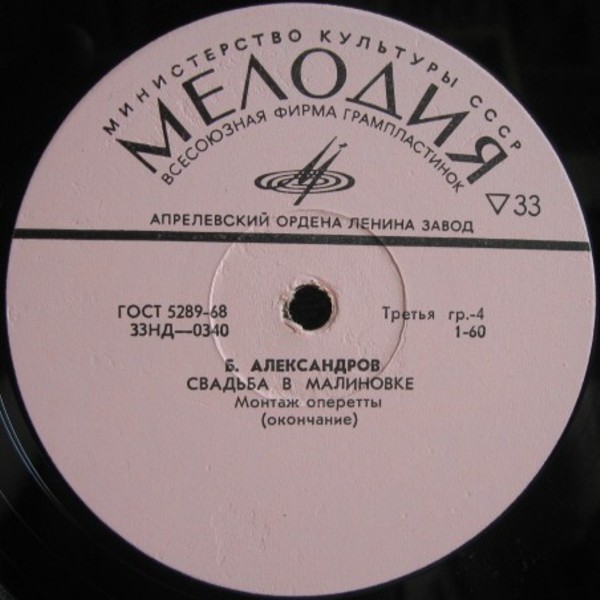 МИНИСТЕРСТВО КУЛЬТУРЫ СССР
МЕЛОДИЯ
ВСЕСОЮЗНАЯ ФИРМА ГРАМПЛАСТИНОК
▽33
АПРЕЛЕВСКИЙ ОРДЕНА ЛЕНИНА ЗАВОД
ГОСТ 5289-68 Третья гр.-4
33НД—0340 1-60
Б. АЛЕКСАНДРОВ
СВАДЬБА В МАЛИНОВКЕ
Монтаж оперетты
(окончание)